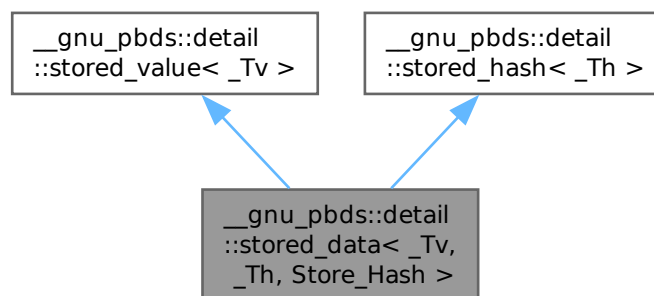 __gnu_pbds::detail
::stored_value< _Tv >
__gnu_pbds::detail
::stored_hash< _Th >
__gnu_pbds::detail
::stored_data< _Tv,
_Th, Store_Hash >